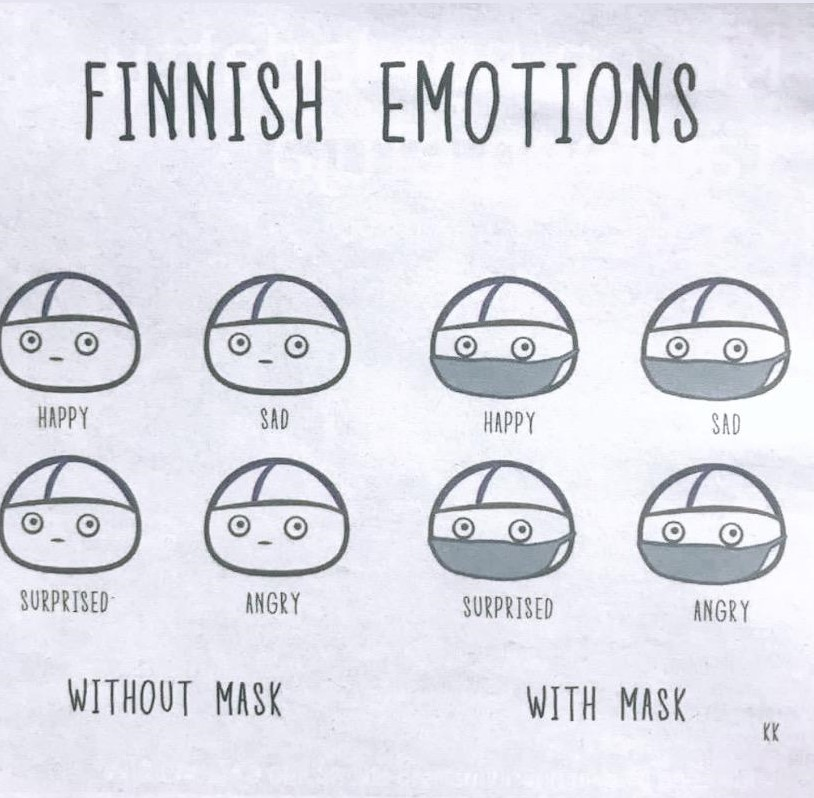 FINNISH EMOTIONS
HAPPY SAD HAPPY SAD
SURPRISED ANGRY SURPRISED ANGRY
WITHOUT MASK WITH MASK
KK